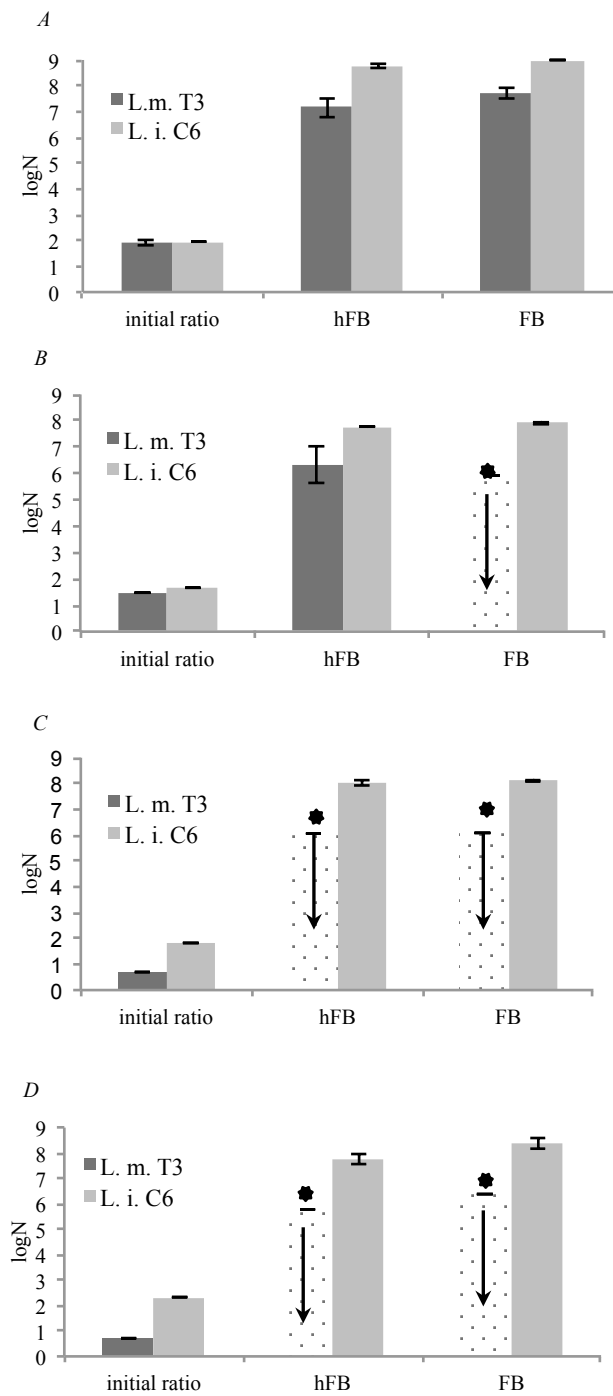 A
9
8
7
6
5
4
3
2
1
0
logN
L.m. T3
L. i. C6
initial ratio hFB FB
B
9
8
7
6
5
4
3
2
1
0
logN
L. m. T3
L. i. C6
initial ratio hFB FB
C
9
8
7
6
5
4
3
2
1
0
logN
L. m. T3
L. i. C6
initial ratio hFB FB
D
9
8
7
6
5
4
3
2
1
0
logN
L. m. T3
L. i. C6
initial ratio hFB FB